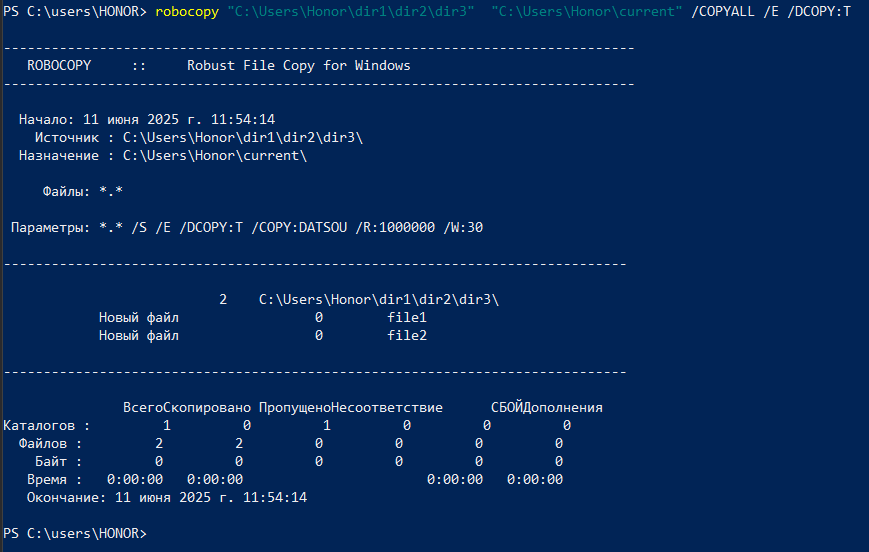 PS C:\users\HONOR> robocopy "C:\Users\Honor\dir1\dir2\dir3"  "C:\Users\Honor\current" /COPYALL /E /DCOPY:T
-------------------------------------------------------------------------------
   ROBOCOPY     ::     Robust File Copy for Windows
-------------------------------------------------------------------------------
  Начало: 11 июня 2025 г. 11:54:14
    Источник : C:\Users\Honor\dir1\dir2\dir3\
  Назначение : C:\Users\Honor\current\
     Файлы: *.*
 Параметры: *.* /S /E /DCOPY:T /COPY:DATSOU /R:1000000 /W:30
------------------------------------------------------------------------------
                           2    C:\Users\Honor\dir1\dir2\dir3\
            Новый файл                 0        file1
            Новый файл                 0        file2
------------------------------------------------------------------------------
               ВсегоСкопировано ПропущеноНесоответствие      СБОЙДополнения
Каталогов :         1         0         1         0         0         0
  Файлов :         2         2         0         0         0         0
    Байт :         0         0         0         0         0         0
   Время :   0:00:00   0:00:00                       0:00:00   0:00:00
   Окончание: 11 июня 2025 г. 11:54:14
PS C:\users\HONOR>